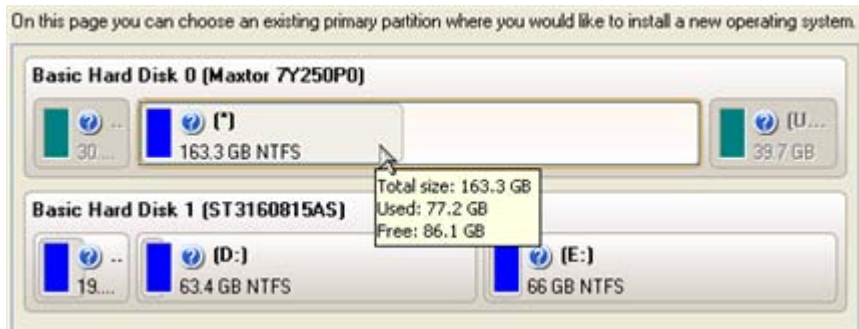 On this page you can choose an existing primary partition where you would like to install a new operating system.
Basic Hard Disk 0 (Maxtor 7Y250P0)
..
30....
(*)
163.3 GB NTFS
(U...
39.7 GB
Total size: 163.3 GB
Used: 77.2 GB
Free: 86.1 GB
Basic Hard Disk 1 (ST3160815AS)
..
19....
(D:)
63.4 GB NTFS
(E:)
66 GB NTFS